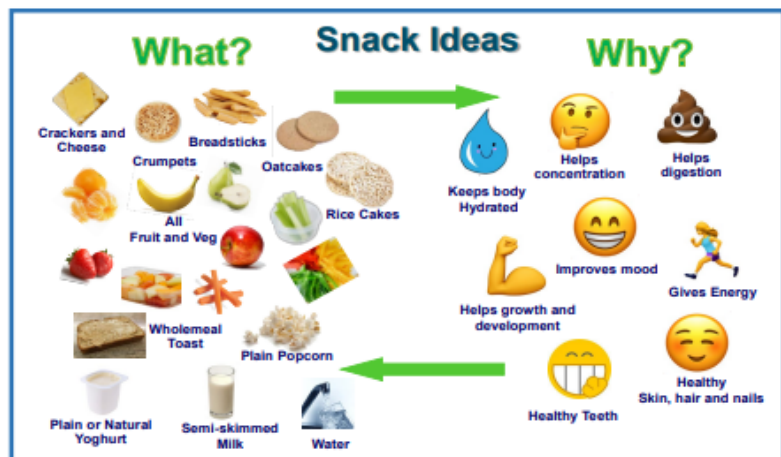 Snack Ideas
What?
Crackers and
Cheese
Crumpets
Breadsticks
Oatcakes
Rice Cakes
All
Fruit and Veg
Wholemeal
Toast
Plain Popcorn
Plain or Natural
Yoghurt
Semi-skimmed
Milk
Water
Why?
Keeps body
Hydrated
Helps
concentration
Helps
digestion
Improves mood
Helps growth and
development
Gives Energy
Healthy Teeth
Healthy
Skin, hair and nails